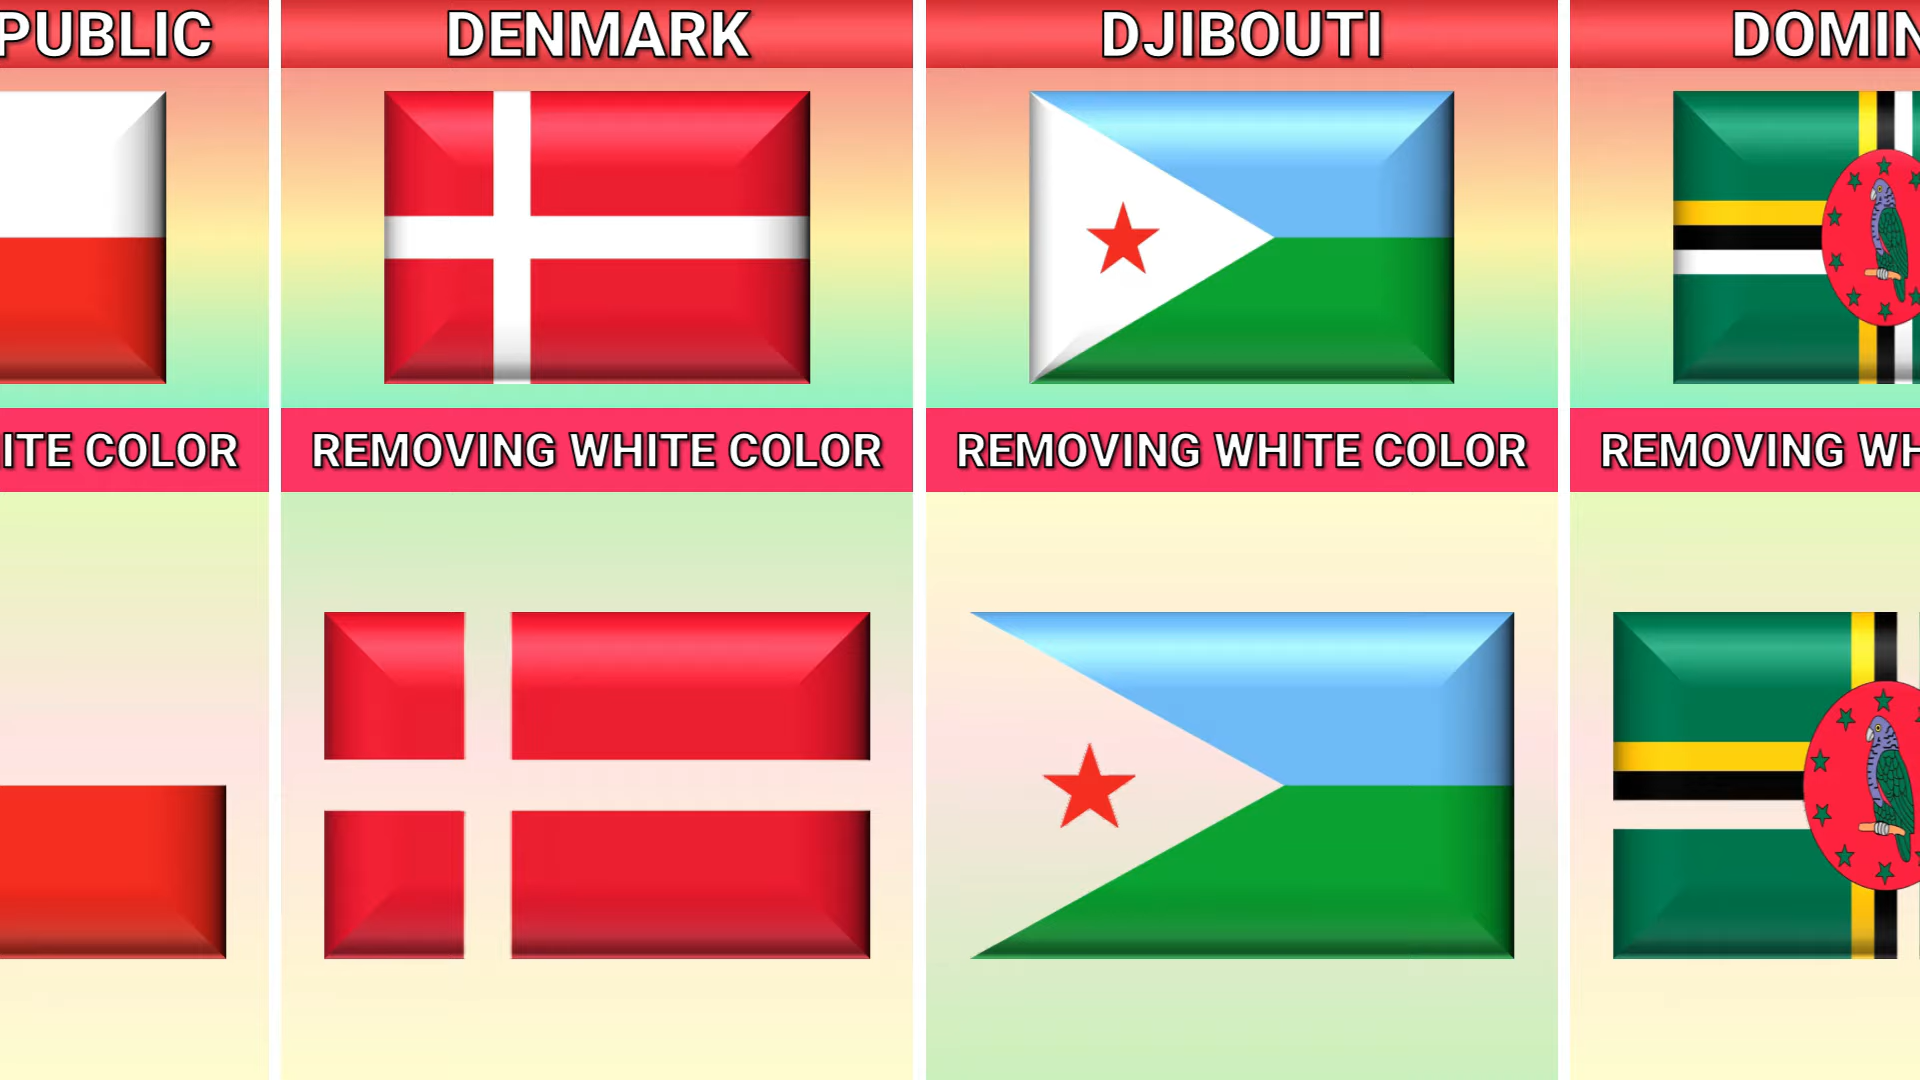 PUBLIC
DENMARK
DJIBOUTI
DOMIN
ITE COLOR
REMOVING WHITE COLOR
REMOVING WHITE COLOR
REMOVING WH